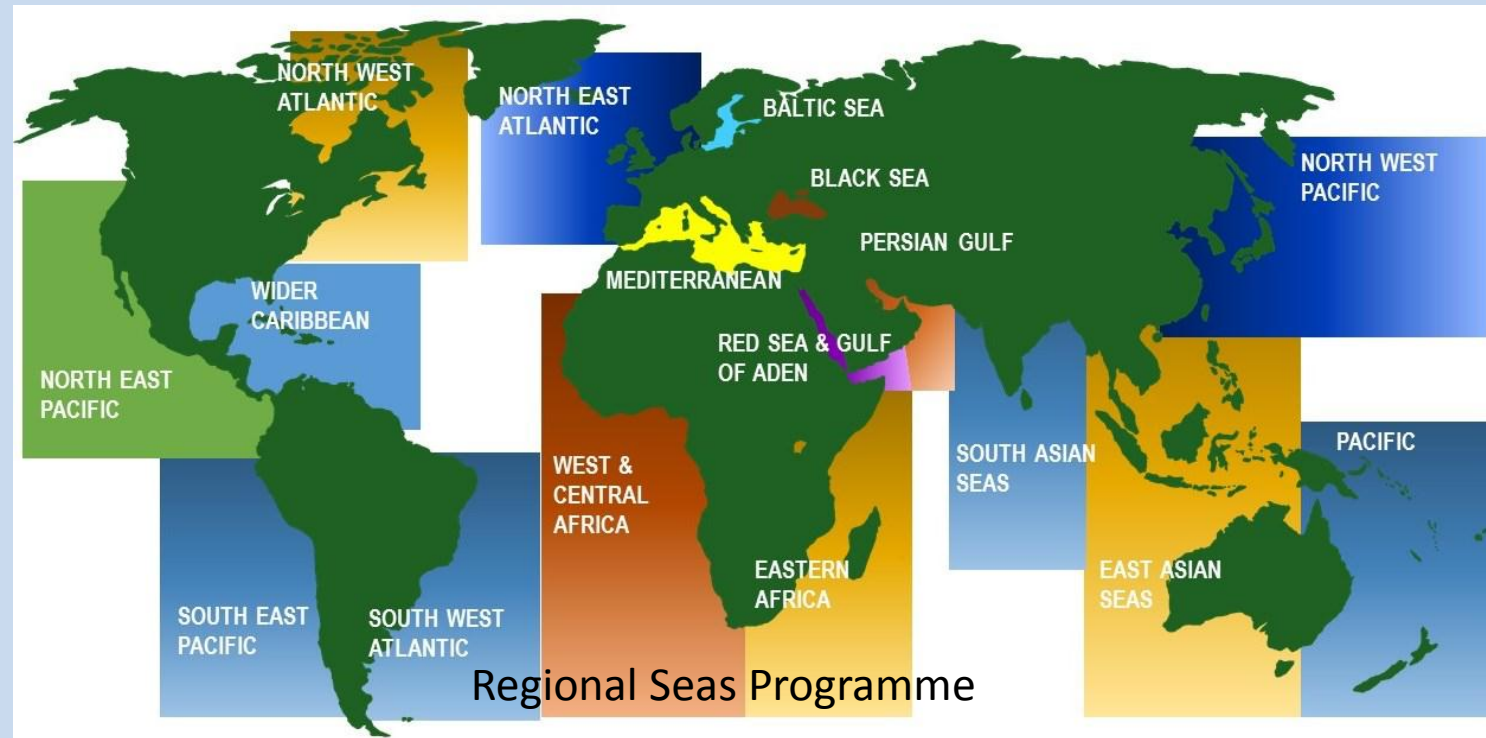 NORTH WEST
ATLANTIC
NORTH EAST
ATLANTIC
BALTIC SEA
BLACK SEA
NORTH WEST
PACIFIC
PERSIAN GULF
MEDITERRANEAN
WIDER
CARIBBEAN
RED SEA & GULF
OF ADEN
NORTH EAST
PACIFIC
WEST &
CENTRAL
AFRICA
SOUTH ASIAN
SEAS
PACIFIC
EASTERN
AFRICA
EAST ASIAN
SEAS
SOUTH EAST
PACIFIC
SOUTH WEST
ATLANTIC
Regional Seas Programme